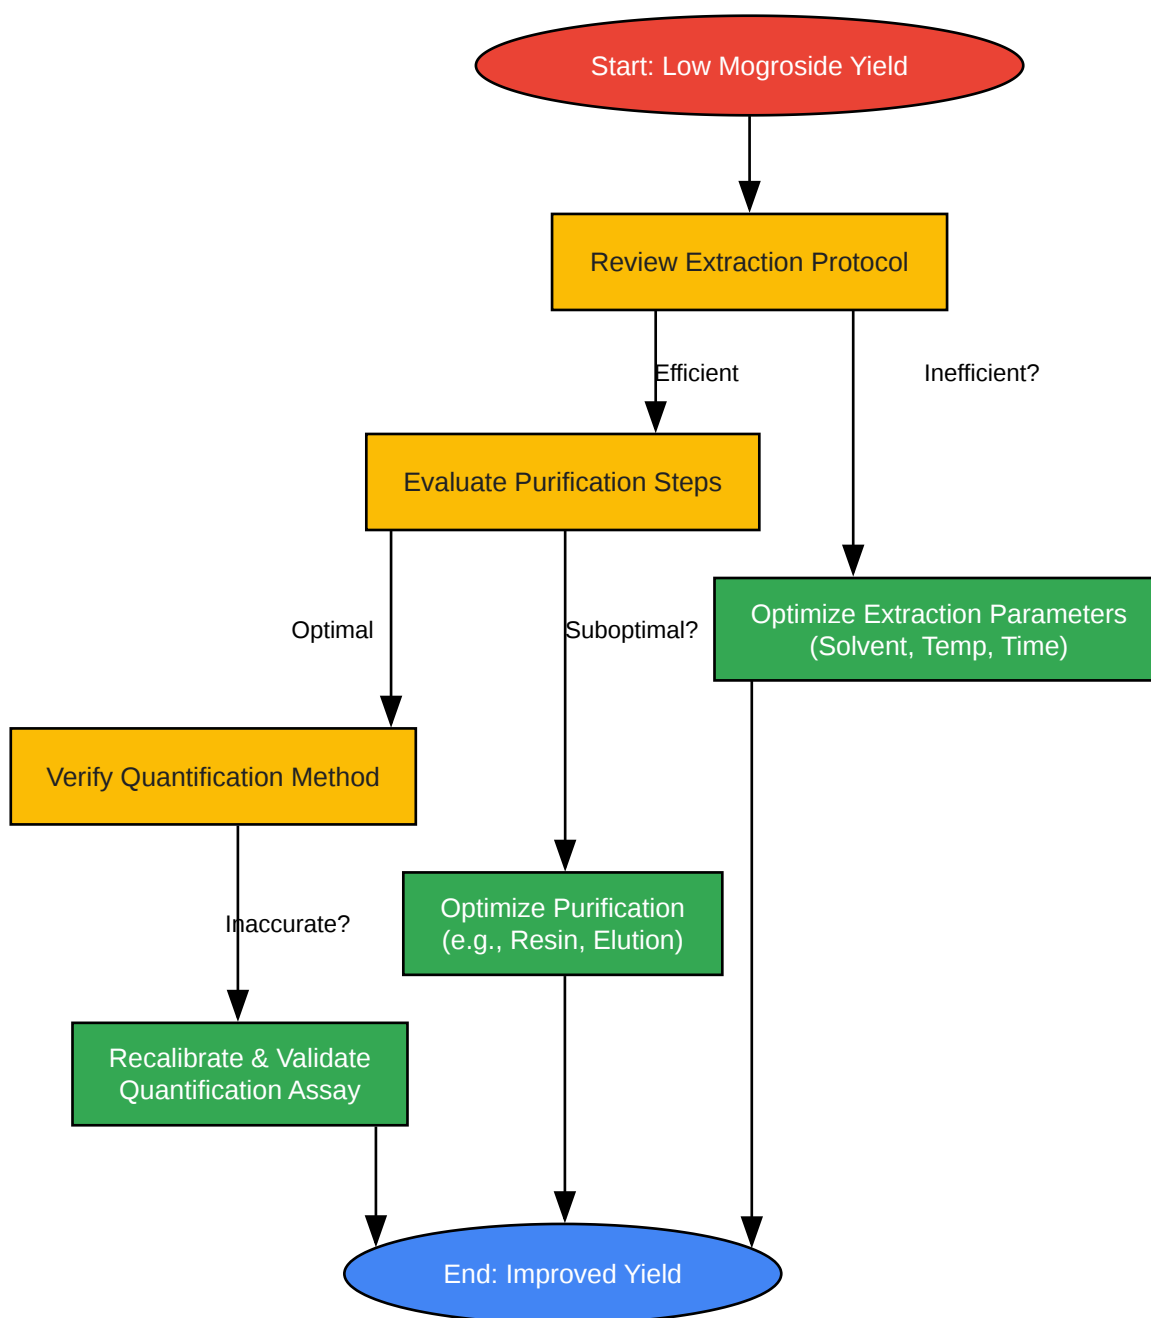 Start: Low Mogroside Yield
Review Extraction Protocol
Efficient
Inefficient?
Evaluate Purification Steps
Optimal
Suboptimal?
Optimize Extraction Parameters
(Solvent, Temp, Time)
Verify Quantification Method
Inaccurate?
Optimize Purification
(e.g., Resin, Elution)
Recalibrate & Validate
Quantification Assay
End: Improved Yield